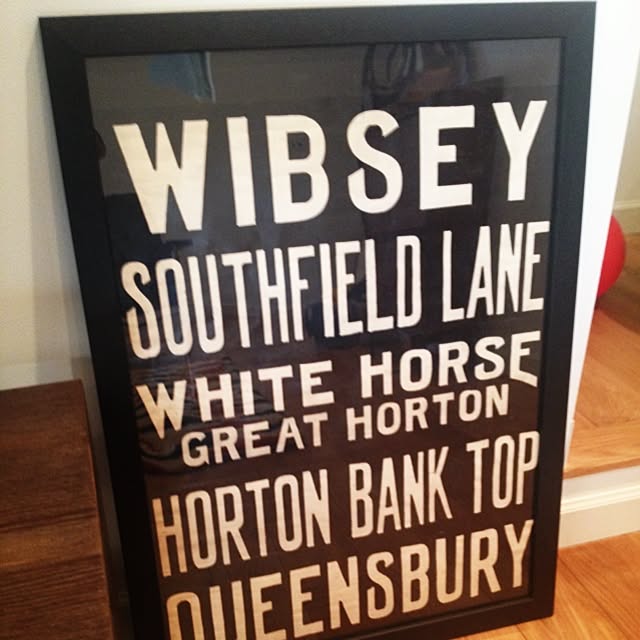 WIBSEY
SOUTHFIELD LANE
WHITE HORSE
GREAT HORTON
HORTON BANK TOP
QUEENSBURY